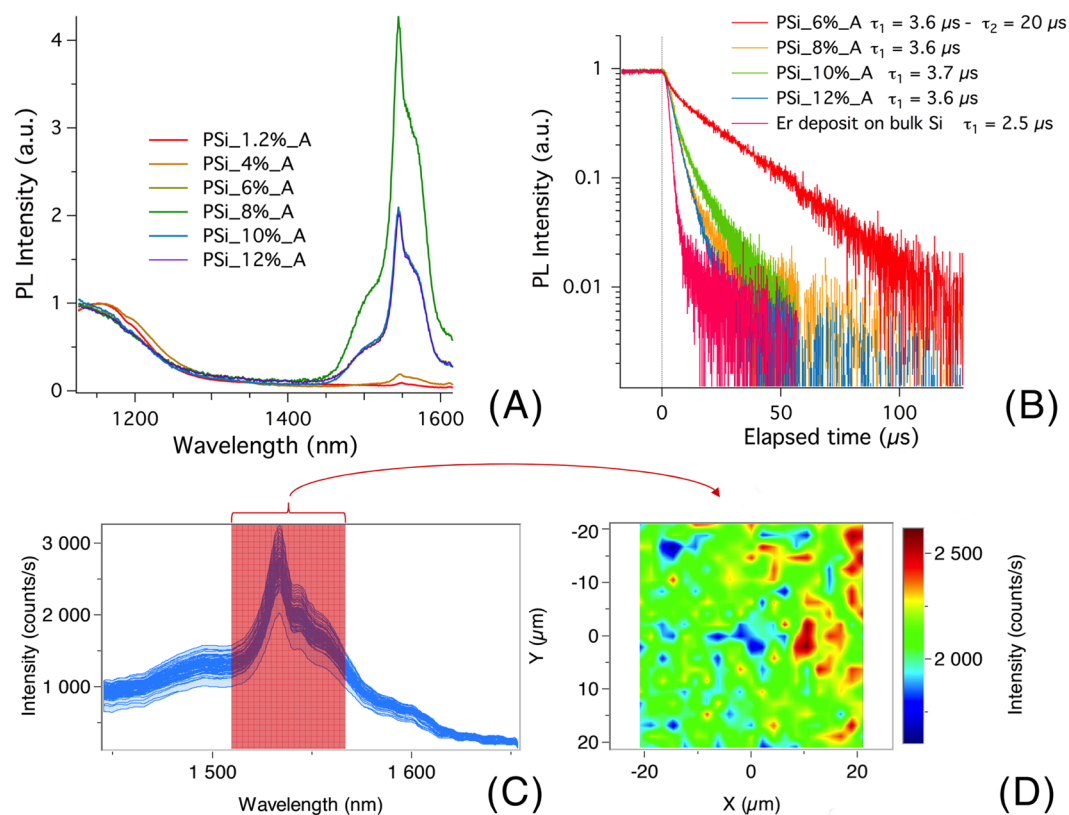 PL Intensity (a.u.)
4
3
2
1
0
PSi_1.2%_A
PSi_4%_A
PSi_6%_A
PSi_8%_A
PSi_10%_A
PSi_12%_A
1200
1400
1600
Wavelength (nm)
(A)
PSi_6%_A τ1 = 3.6 µs - τ2 = 20 µs
PSi_8%_A τ1 = 3.6 µs
PSi_10%_A τ1 = 3.7 µs
PSi_12%_A τ1 = 3.6 µs
Er deposit on bulk Si τ1 = 2.5 µs
PL Intensity (a.u.)
1
0.1
0.01
0
50
100
Elapsed time (µs)
(B)
Intensity (counts/s)
3 000
2 000
1 000
1 500
1 600
Wavelength (nm)
(C)
Y (µm)
-20
-10
0
10
20
-20
0
20
X (µm)
2 500
2 000
Intensity (counts/s)
(D)